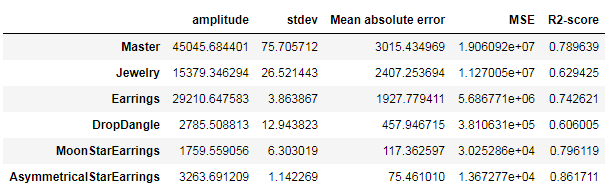 amplitude stdev Mean absolute error MSE R2-score
Master 45045.684401 75.705712 3015.434969 1.906092e+07 0.789639
Jewelry 15379.346294 26.521443 2407.253694 1.127005e+07 0.629425
Earrings 29210.647583 3.863867 1927.779411 5.686771e+06 0.742621
DropDangle 2785.508813 12.943823 457.946715 3.810631e+05 0.606005
MoonStarEarrings 1759.559056 6.303019 117.362597 3.025286e+04 0.796119
AsymmetricalStarEarrings 3263.691209 1.142269 75.461010 1.367277e+04 0.861711